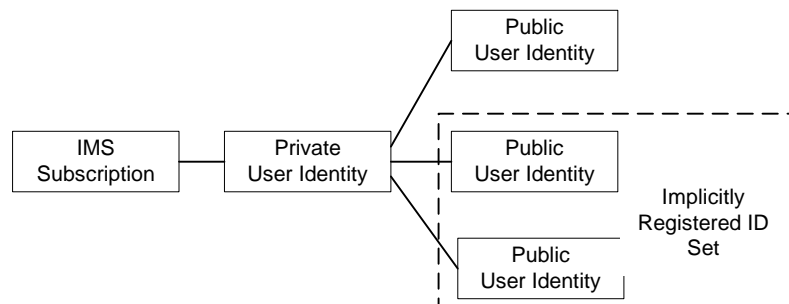 Public
User Identity
IMS
Subscription
Private
User Identity
Public
User Identity
Implicitly
Registered ID
Set
Public
User Identity